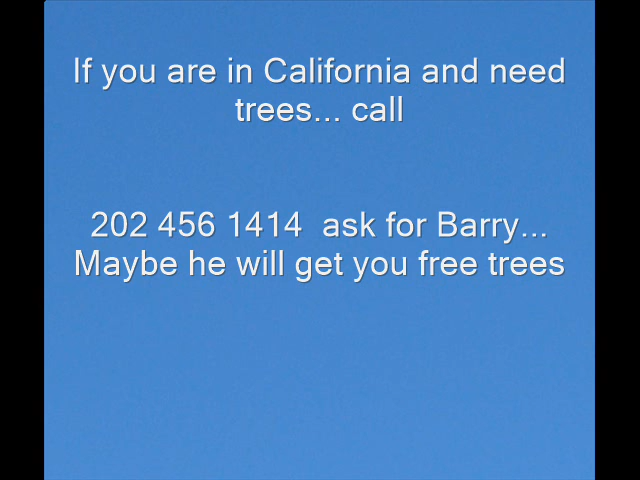 If you are in California and need
trees... call
202 456 1414  ask for Barry...
Maybe he will get you free trees